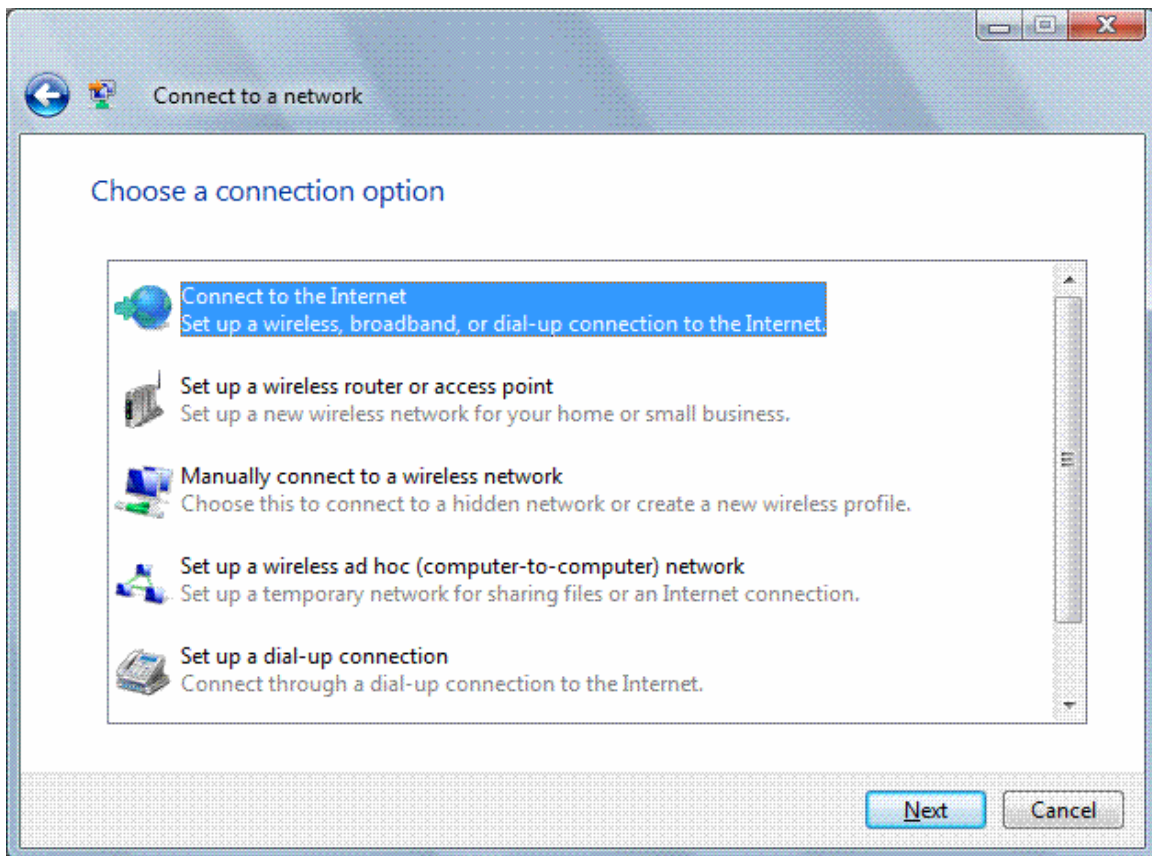 Connect to a network
Choose a connection option
Connect to the Internet
Set up a wireless, broadband, or dial-up connection to the Internet.
Set up a wireless router or access point
Set up a new wireless network for your home or small business.
Manually connect to a wireless network
Choose this to connect to a hidden network or create a new wireless profile.
Set up a wireless ad hoc (computer-to-computer) network
Set up a temporary network for sharing files or an Internet connection.
Set up a dial-up connection
Connect through a dial-up connection to the Internet.
Next Cancel